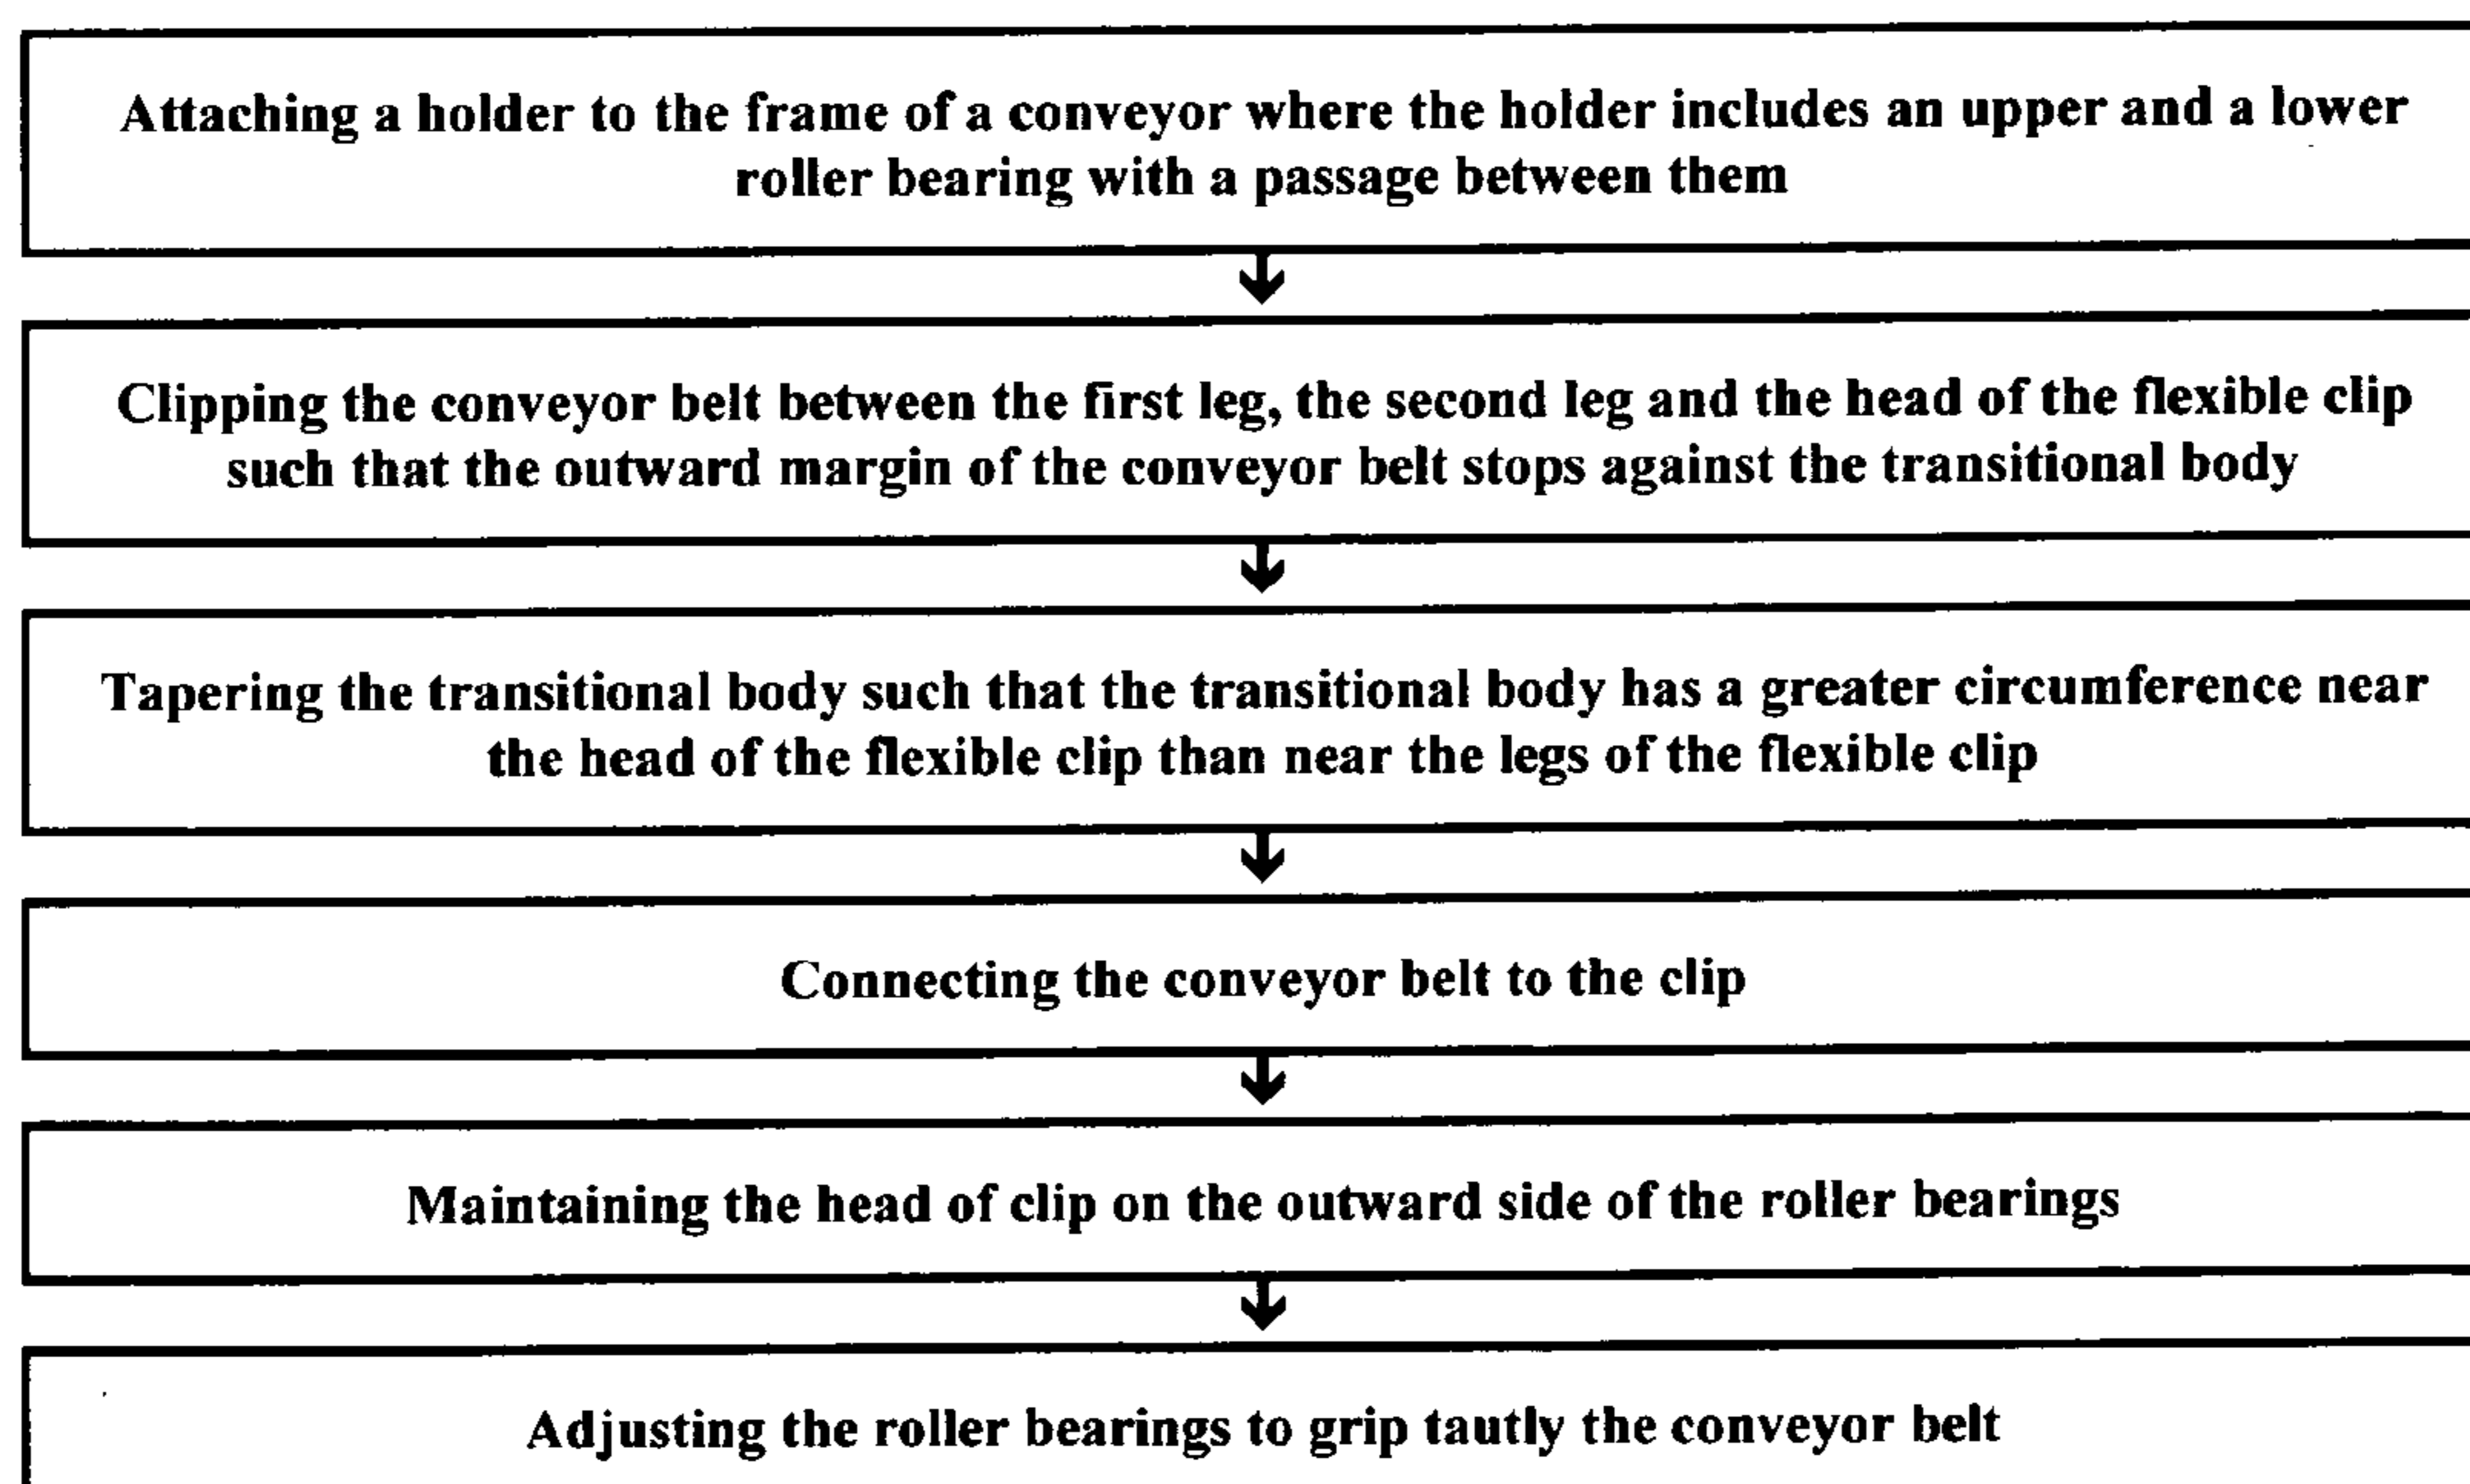 Attaching a holder to the frame of a conveyor where the holder includes an upper and a lower
roller bearing with a passage between them
Clipping the conveyor belt between the first leg, the second leg and the head of the flexible clip
such that the outward margin of the conveyor belt stops against the transitional body
Tapering the transitional body such that the transitional body has a greater circumference near
the head of the flexible clip than near the legs of the flexible clip
Connecting the conveyor belt to the clip
Maintaining the head of clip on the outward side of the roller bearings
Adjusting the roller bearings to grip tautly the conveyor belt